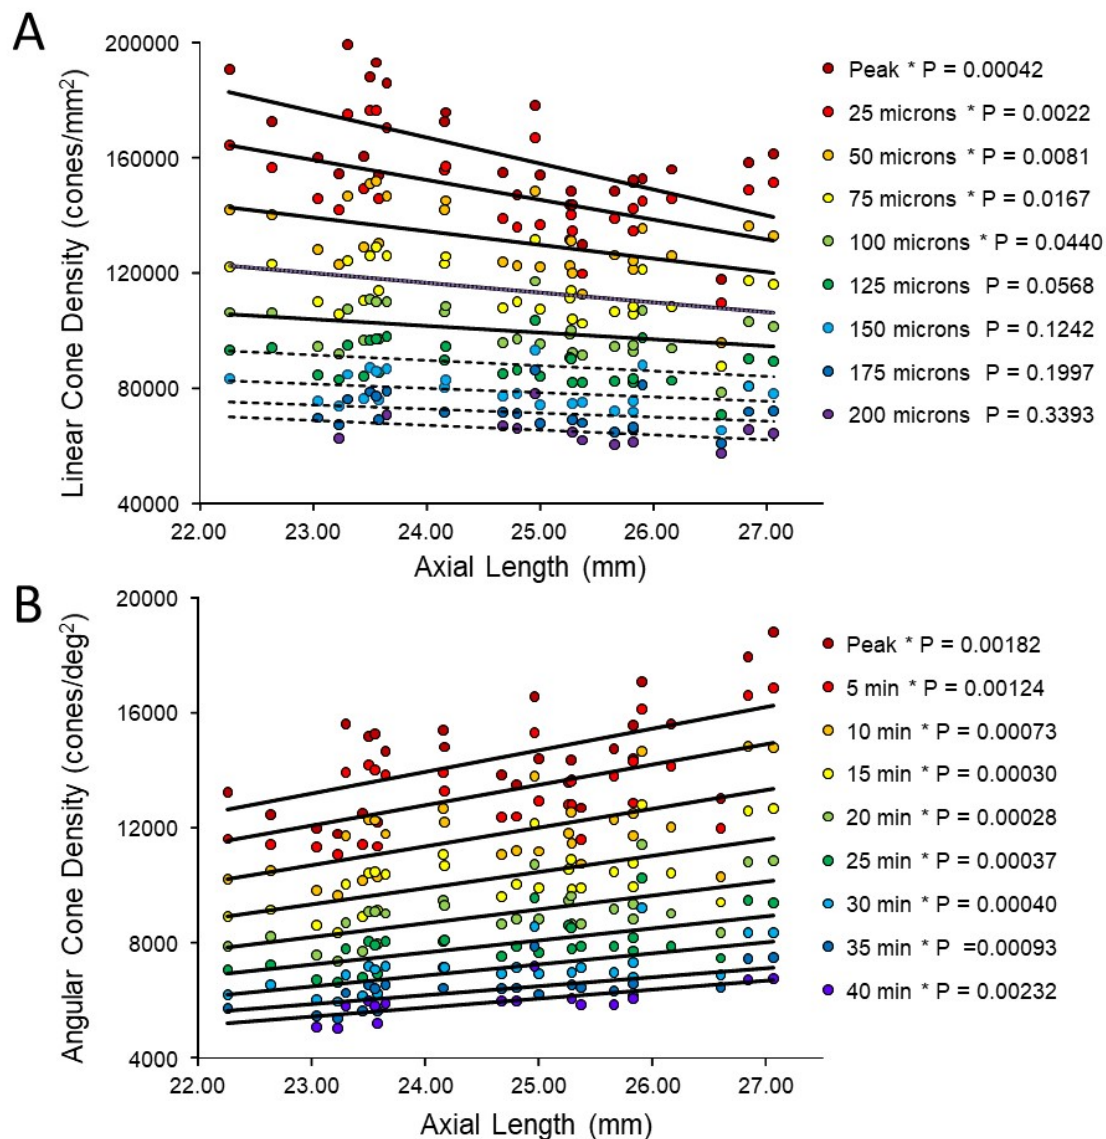 A
200000
160000
120000
80000
40000
Linear Cone Density (cones/mm²)
22.00 23.00 24.00 25.00 26.00 27.00
Axial Length (mm)
Peak * P = 0.00042
25 microns * P = 0.0022
50 microns * P = 0.0081
75 microns * P = 0.0167
100 microns * P = 0.0440
125 microns P = 0.0568
150 microns P = 0.1242
175 microns P = 0.1997
200 microns P = 0.3393
B
20000
16000
12000
8000
4000
Angular Cone Density (cones/deg²)
22.00 23.00 24.00 25.00 26.00 27.00
Axial Length (mm)
Peak * P = 0.00182
5 min * P = 0.00124
10 min * P = 0.00073
15 min * P = 0.00030
20 min * P = 0.00028
25 min * P = 0.00037
30 min * P = 0.00040
35 min * P =0.00093
40 min * P = 0.00232